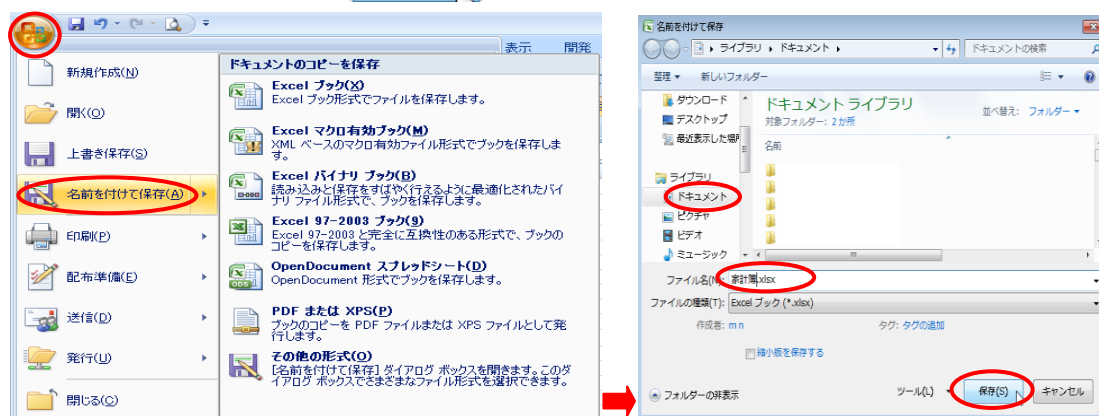 表示 開発
新規作成(N)
開く(O)
上書き保存(S)
名前を付けて保存(A)
印刷(P)
配布準備(E)
送信(D)
発行(U)
閉じる(C)
ドキュメントのコピーを保存
Excel ブック(X)
Excel ブック形式でファイルを保存します。
Excel マクロ有効ブック(M)
XML ベースのマクロ有効ファイル形式でブックを保存しま
す。
Excel バイナリ ブック(B)
読み込みと保存をすばやく行えるように最適化されたバイ
ナリ ファイル形式で、ブックを保存します。
Excel 97-2003 ブック(9)
Excel 97-2003 と完全に互換性のある形式で、ブックの
コピーを保存します。
OpenDocument スプレッドシート(D)
OpenDocument 形式でブックを保存します。
PDF または XPS(P)
ブックのコピーを PDF ファイルまたは XPS ファイルとして発
行します。
その他の形式(O)
[名前を付けて保存] ダイアログ ボックスを開きます。このダ
イアログ ボックスでさまざまなファイル形式を選択できます。
名前を付けて保存
ライブラリ ドキュメント
ドキュメントの検索
整理 新しいフォルダー
ダウンロード
デスクトップ
最近表示した場所
ライブラリ
ドキュメント
ピクチャ
ビデオ
ミュージック
ドキュメント ライブラリ
対象フォルダー: 2か所
並べ替え: フォルダー
名前
ファイル名(N): 家計簿.xlsx
ファイルの種類(T): Excel ブック (*.xlsx)
作成者: m n
タグ: タグの追加
縮小版を保存する
フォルダーの非表示
ツール(L)
保存(S)
キャンセル